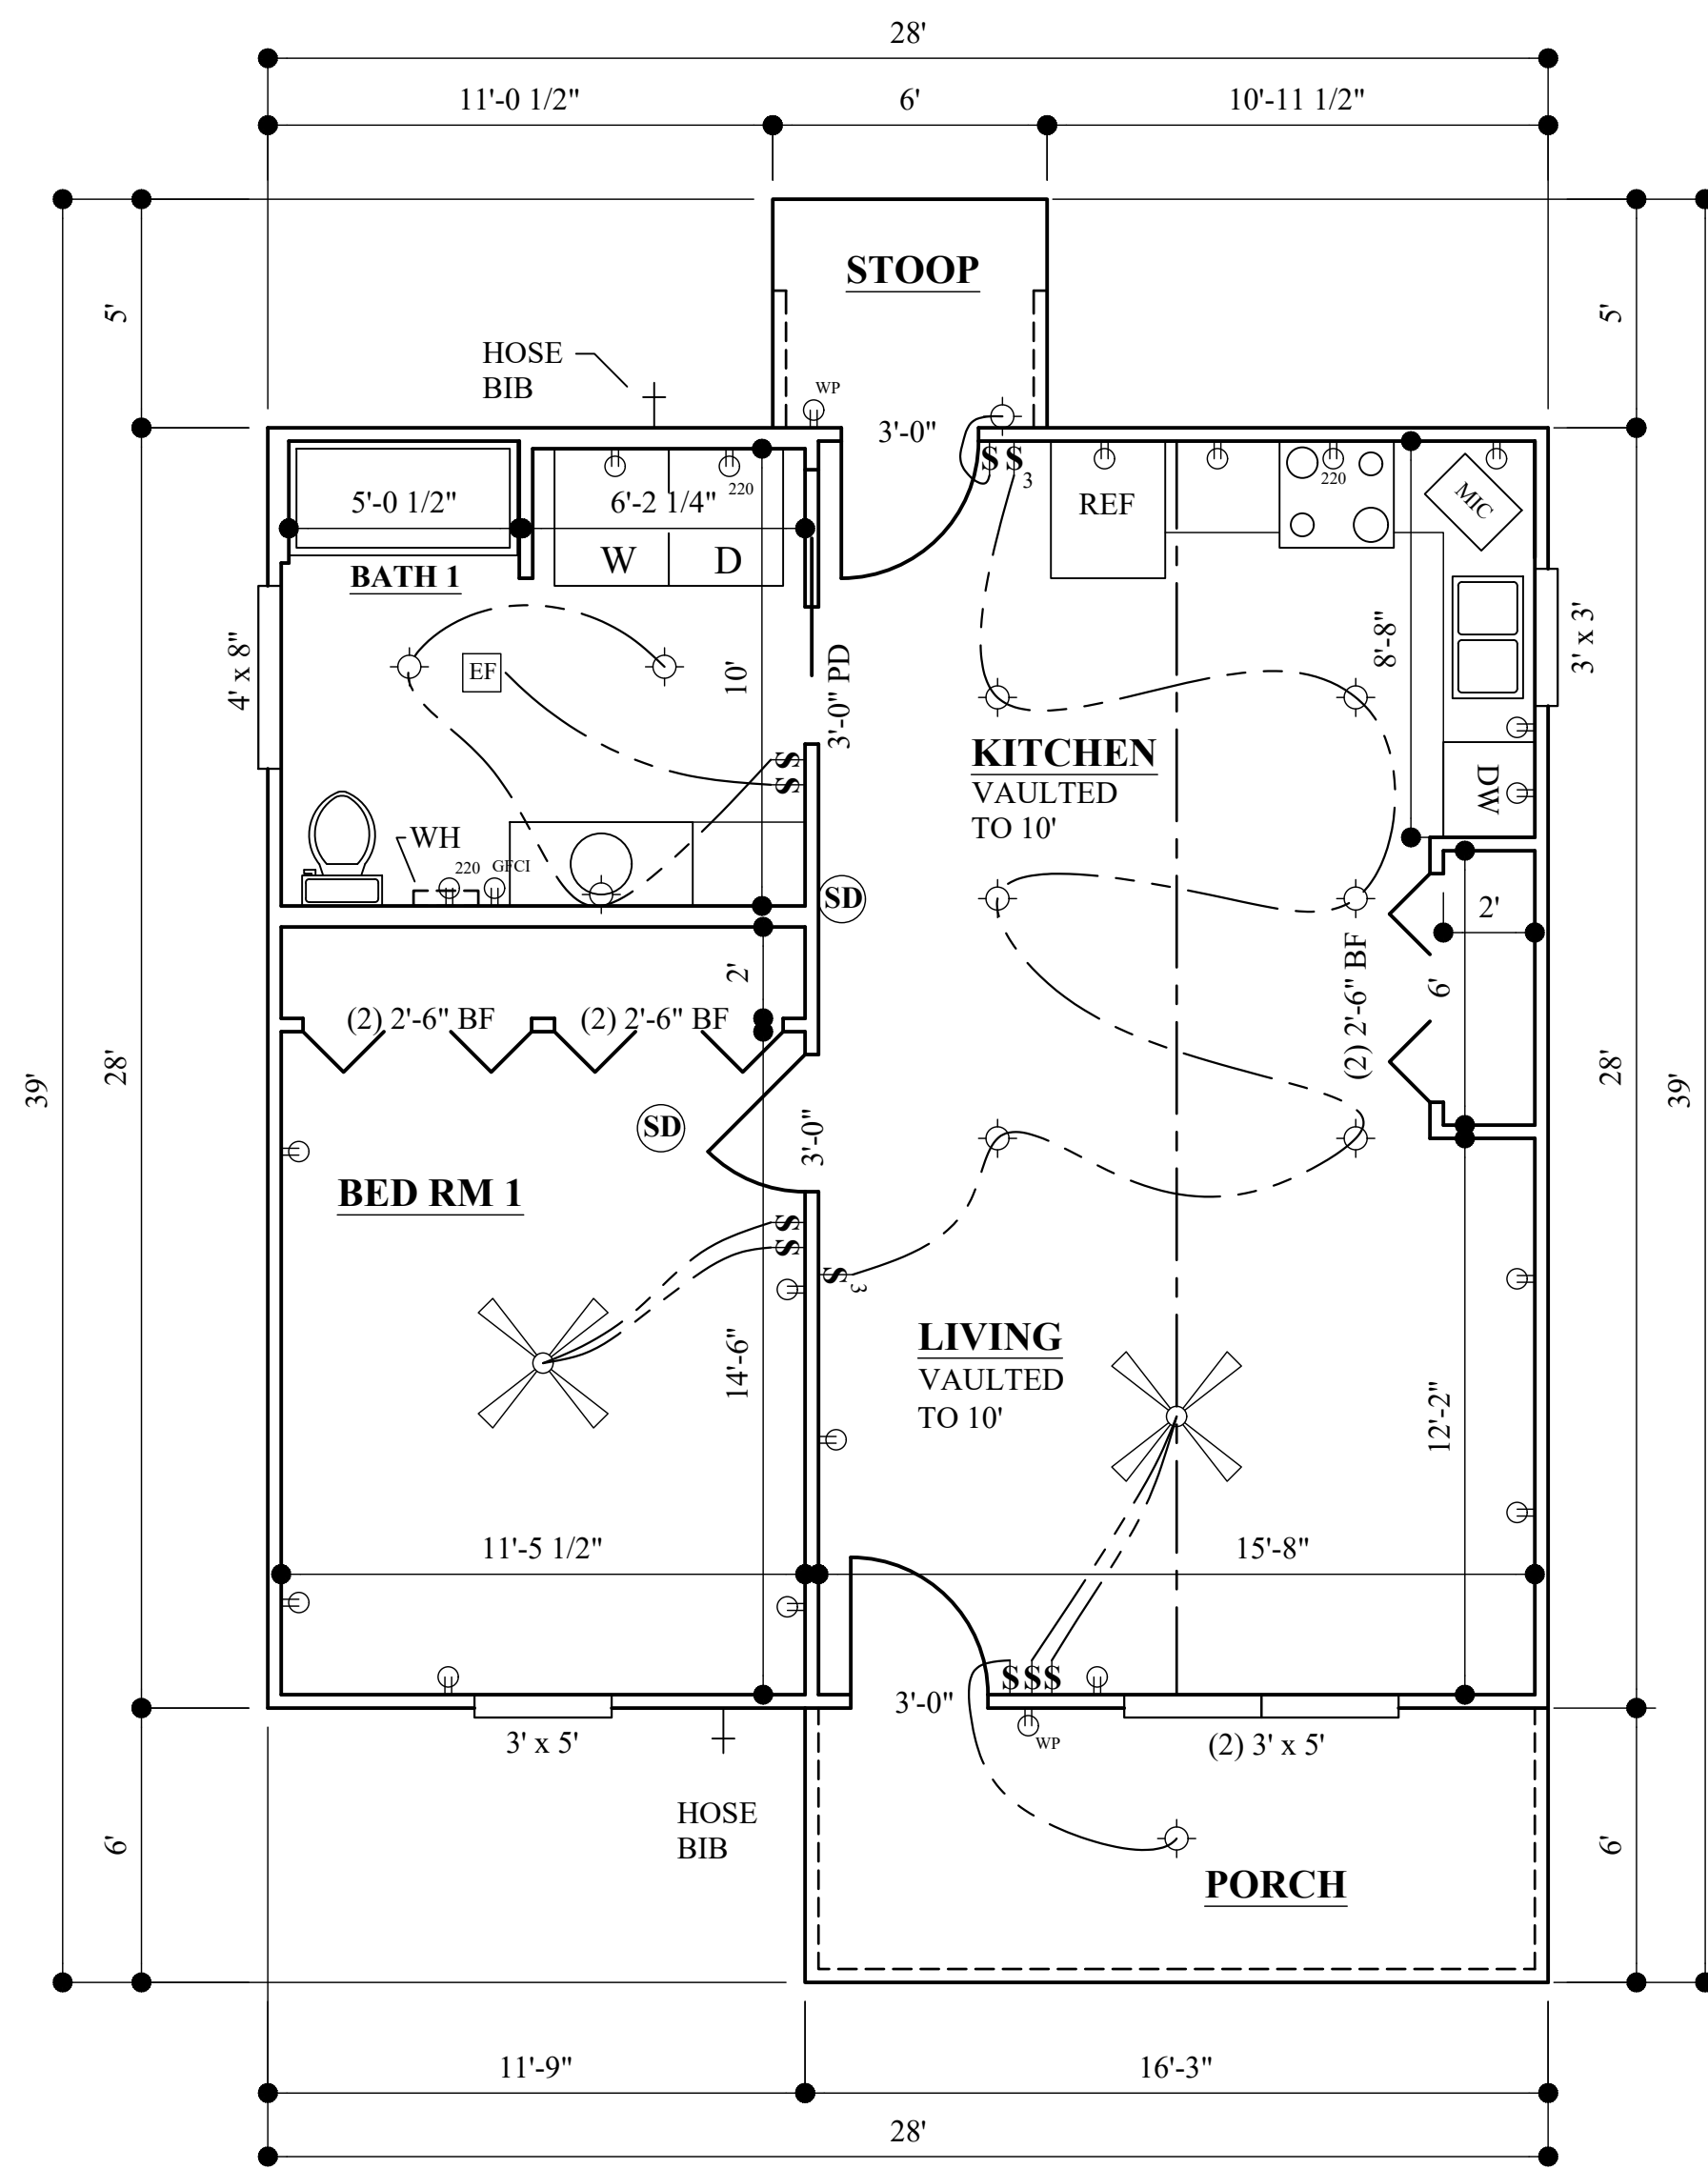 28'
11'-0 1/2"
6'
10'-11 1/2"
STOOP
5'
5'
HOSE
BIB
WP
3'-0"
S S 3
5'-0 1/2"
6'-2 1/4"
220
REF
220
MIC
W
D
BATH 1
4' x 8"
EF
10'
3'-0" PD
8'-8"
3' x 3'
S
S
KITCHEN
VAULTED
TO 10'
DW
WH
220
GFCI
SD
2'
2'
(2) 2'-6" BF
6'
(2) 2'-6" BF
(2) 2'-6" BF
39'
28'
28'
39'
SD
3'-0"
BED RM 1
S
S
S 3
LIVING
VAULTED
TO 10'
14'-6"
12'-2"
11'-5 1/2"
15'-8"
3'-0"
S S S
WP
3' x 5'
(2) 3' x 5'
HOSE
BIB
6'
6'
PORCH
11'-9"
16'-3"
28'